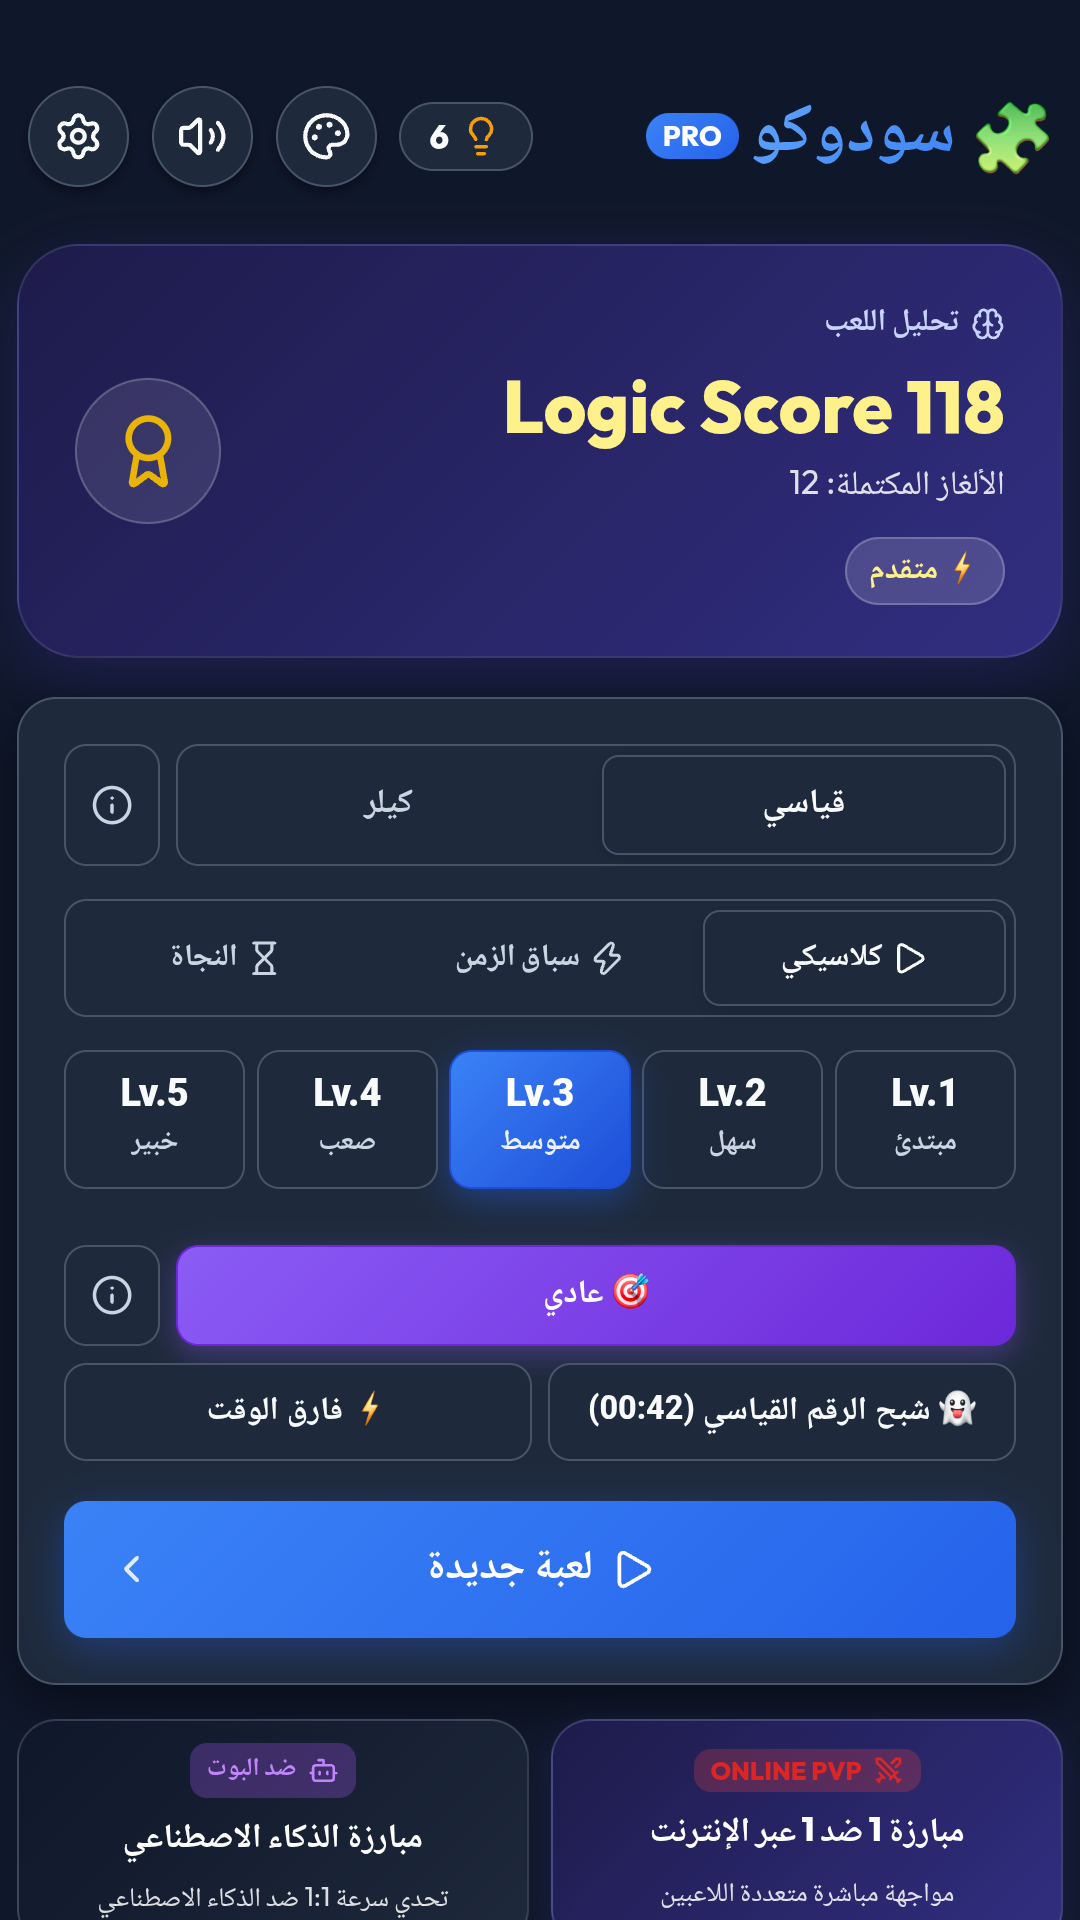 سودوكو PRO
6
تحليل اللعب
Logic Score 118
الألغاز المكتملة: 12
متقدم
قياسي
كيلر
كلاسيكي
سباق الزمن
النجاة
Lv.1
مبتدئ
Lv.2
سهل
Lv.3
متوسط
Lv.4
صعب
Lv.5
خبير
عادي
شبح الرقم القياسي (00:42)
فارق الوقت
لعبة جديدة
ONLINE PVP
مبارزة 1 ضد 1 عبر الإنترنت
مواجهة مباشرة متعددة اللاعبين
ضد البوت
مبارزة الذكاء الاصطناعي
تحدي سرعة 1:1 ضد الذكاء الاصطناعي